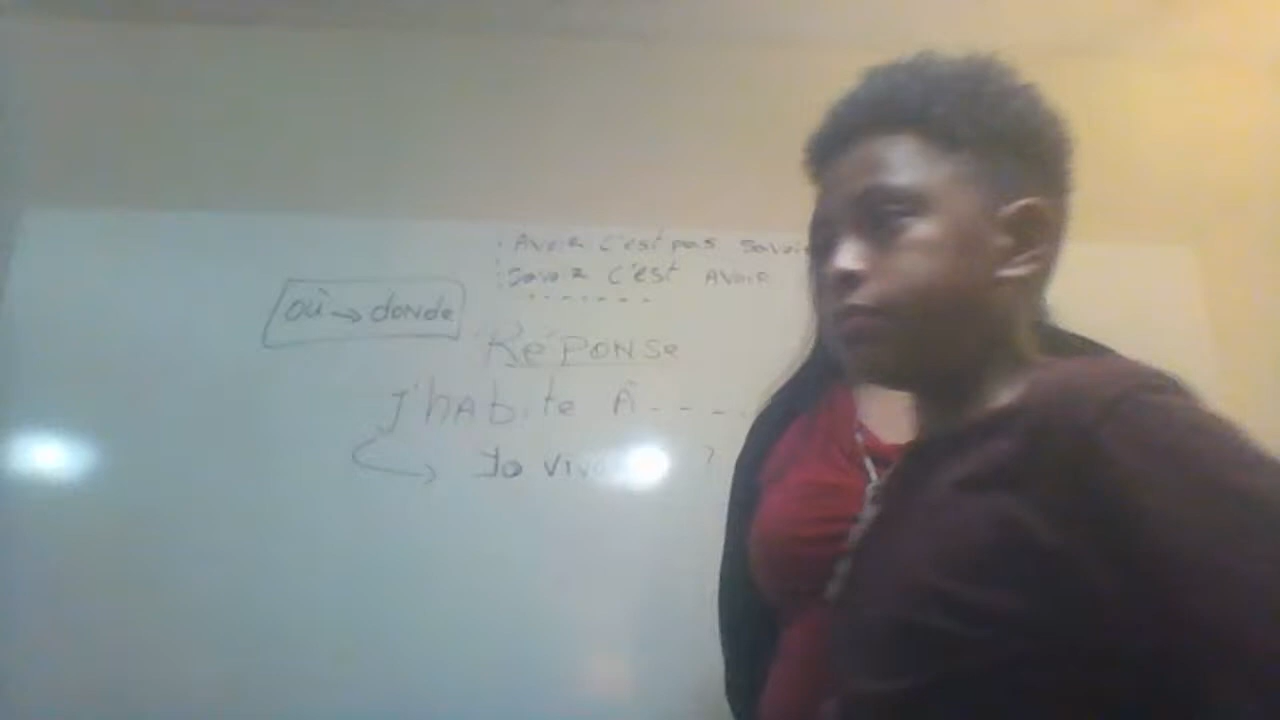 Avoir c'est pas savoir
savoir c'est AVOIR
où → donde
RéPONSE
J'hAbite À - - - -
Yo vivo ?